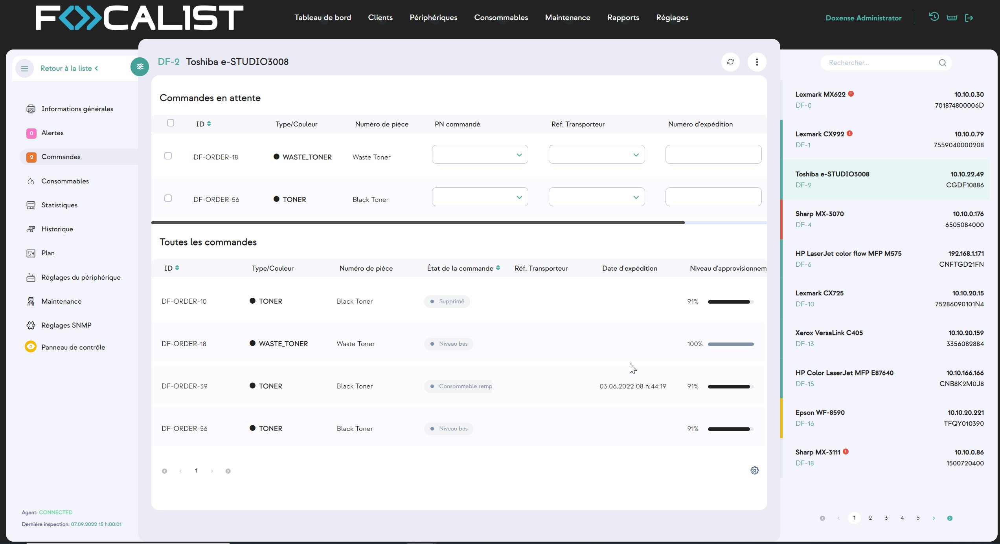 FOCALIST
Tableau de bord Clients Périphériques Consommables Maintenance Rapports Réglages
Doxense Administrator
Retour à la liste
Informations générales
0 Alertes
2 Commandes
Consommables
Statistiques
Historique
Plan
Réglages du périphérique
Maintenance
Réglages SNMP
Panneau de contrôle
Agent: CONNECTED
Dernière inspection: 07.09.2022 15 h:00:01
DF-2 Toshiba e-STUDIO3008
Commandes en attente
ID Type/Couleur Numéro de pièce PN commandé Réf. Transporteur Numéro d'expédition
DF-ORDER-18 WASTE_TONER Waste Toner
DF-ORDER-56 TONER Black Toner
Toutes les commandes
ID Type/Couleur Numéro de pièce État de la commande Réf. Transporteur Date d'expédition Niveau d'approvisionnem
DF-ORDER-10 TONER Black Toner Supprimé 91%
DF-ORDER-18 WASTE_TONER Waste Toner Niveau bas 100%
DF-ORDER-39 TONER Black Toner Consommable remp 03.06.2022 08 h:44:19 91%
DF-ORDER-56 TONER Black Toner Niveau bas 91%
1
Rechercher...
Lexmark MX622 10.10.0.30
DF-0 701874800006D
Lexmark CX922 10.10.0.79
DF-1 7559040000208
Toshiba e-STUDIO3008 10.10.22.49
DF-2 CGDF10886
Sharp MX-3070 10.10.0.176
DF-4 6505084000
HP LaserJet color flow MFP M575 192.168.1.171
DF-6 CNFTGD21FN
Lexmark CX725 10.10.20.15
DF-10 75286090101N4
Xerox VersaLink C405 10.10.20.159
DF-13 3356082884
HP Color LaserJet MFP E87640 10.10.166.166
DF-15 CNB8K2M0J8
Epson WF-8590 10.10.20.221
DF-16 TFQY010390
Sharp MX-3111 10.10.0.86
DF-18 1500720400
1 2 3 4 5